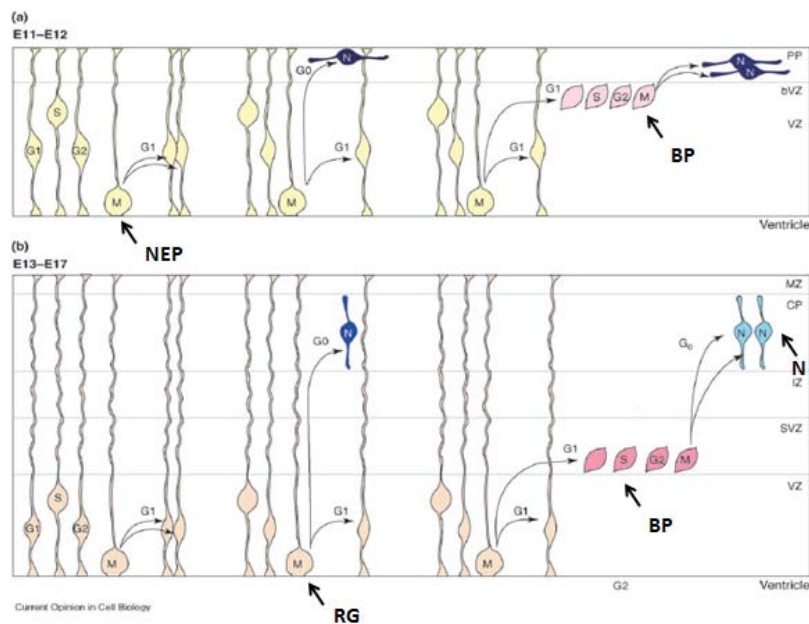 (a)
E11–E12
G0 N PP
N
N
G1 bVZ
S S G2 M VZ
G1 G2 G1 G1 G1
BP
M M M
Ventricle
NEP
(b)
E13–E17
MZ
CP
N N N
G0 G0
N
IZ
SVZ
G1
S G2 M
VZ
S
G1 G2 G1 G1 G1
BP
M M M
G2 Ventricle
Current Opinion in Cell Biology
RG